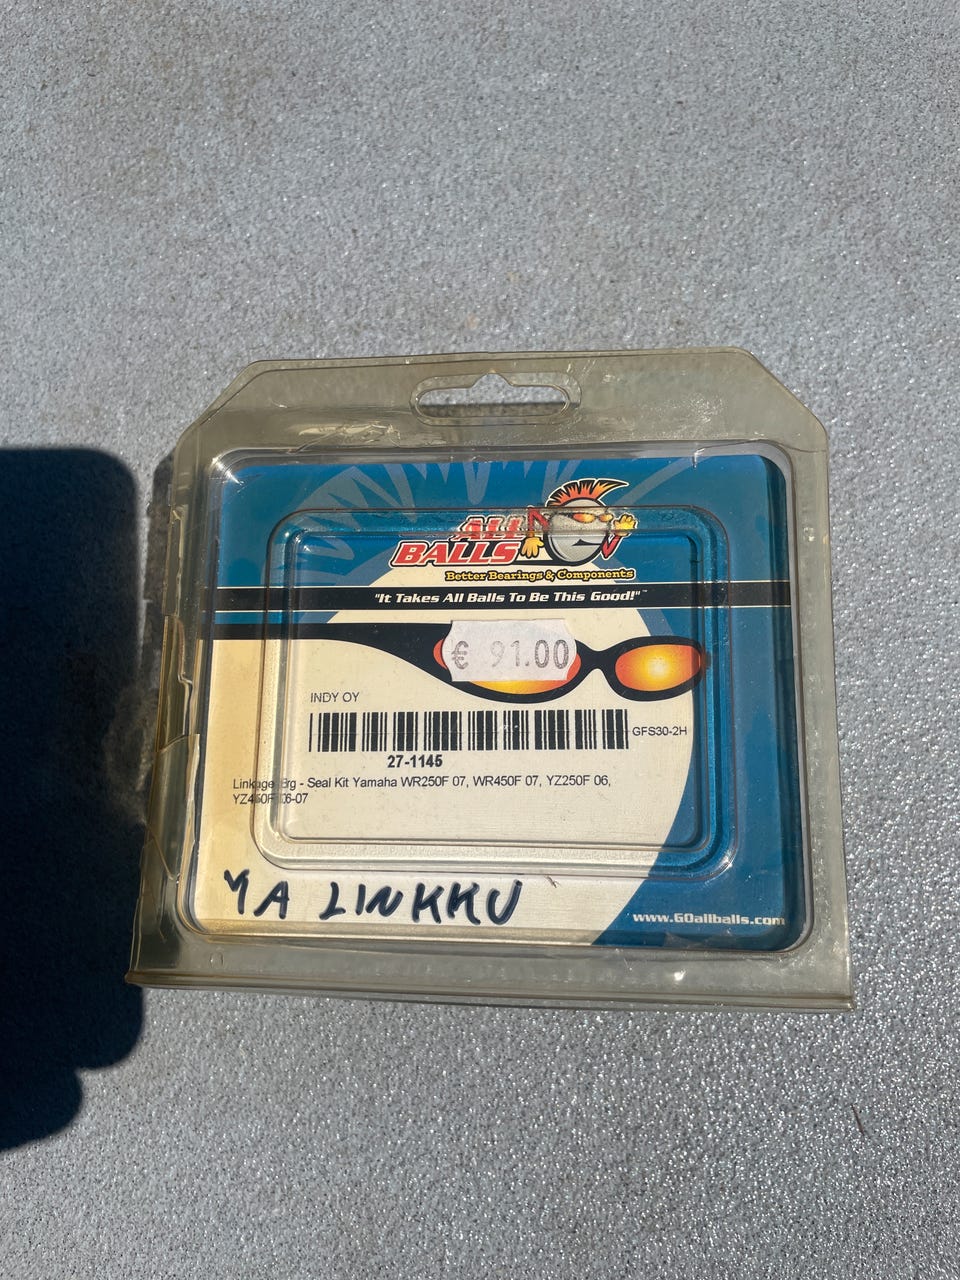 ALL
BALLS
Better Bearings & Components
"It Takes All Balls To Be This Good!"™
€ 91.00
INDY OY
GFS30-2H
27-1145
Linkage Brg - Seal Kit Yamaha WR250F 07, WR450F 07, YZ250F 06,
YZ450F 06-07
YA LINKKU
www.GOallballs.com